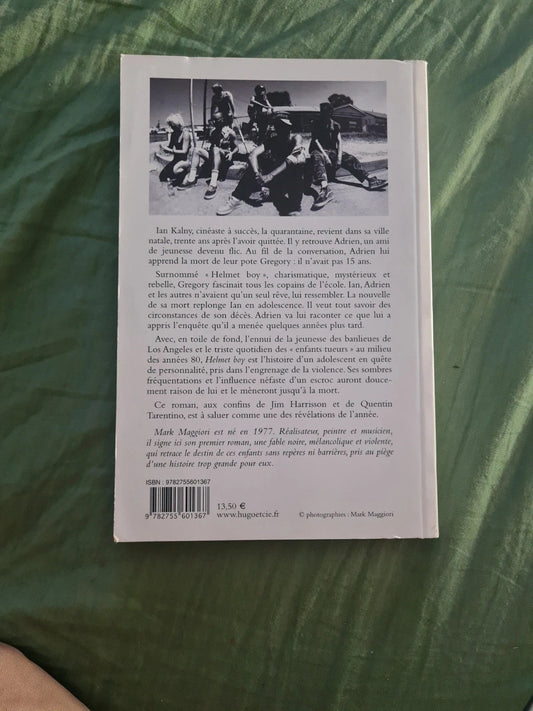 Ian Kalny, cinéaste à succès, la quarantaine, revient dans sa ville
natale, trente ans après l'avoir quittée. Il y retrouve Adrien, un ami
de jeunesse devenu flic. Au fil de la conversation, Adrien lui
apprend la mort de leur pote Gregory : il n'avait pas 15 ans.
Surnommé « Helmet boy », charismatique, mystérieux et
rebelle, Gregory fascinait tous les copains de l'école. Ian, Adrien
et les autres n'avaient qu'un seul rêve, lui ressembler. La nouvelle
de sa mort replonge Ian en adolescence. Il veut tout savoir des
circonstances de son décès. Adrien va lui raconter ce que lui a
appris l'enquête qu'il a menée quelques années plus tard.
Avec, en toile de fond, l'ennui de la jeunesse des banlieues de
Los Angeles et le triste quotidien des « enfants tueurs » au milieu
des années 80, Helmet boy est l'histoire d'un adolescent en quête
de personnalité, pris dans l'engrenage de la violence. Ses sombres
fréquentations et l'influence néfaste d'un escroc auront douce-
ment raison de lui et le mèneront jusqu'à la mort.
Ce roman, aux confins de Jim Harrisson et de Quentin
Tarentino, est à saluer comme une des révélations de l'année.
Mark Maggiori est né en 1977. Réalisateur, peintre et musicien,
il signe ici son premier roman, une fable noire, mélancolique et violente,
qui retrace le destin de ces enfants sans repères ni barrières, pris au piège
d'une histoire trop grande pour eux.
ISBN : 9782755601367
9 782755 601367
13,50 €
www.hugoetcie.fr
© photographies : Mark Maggiori